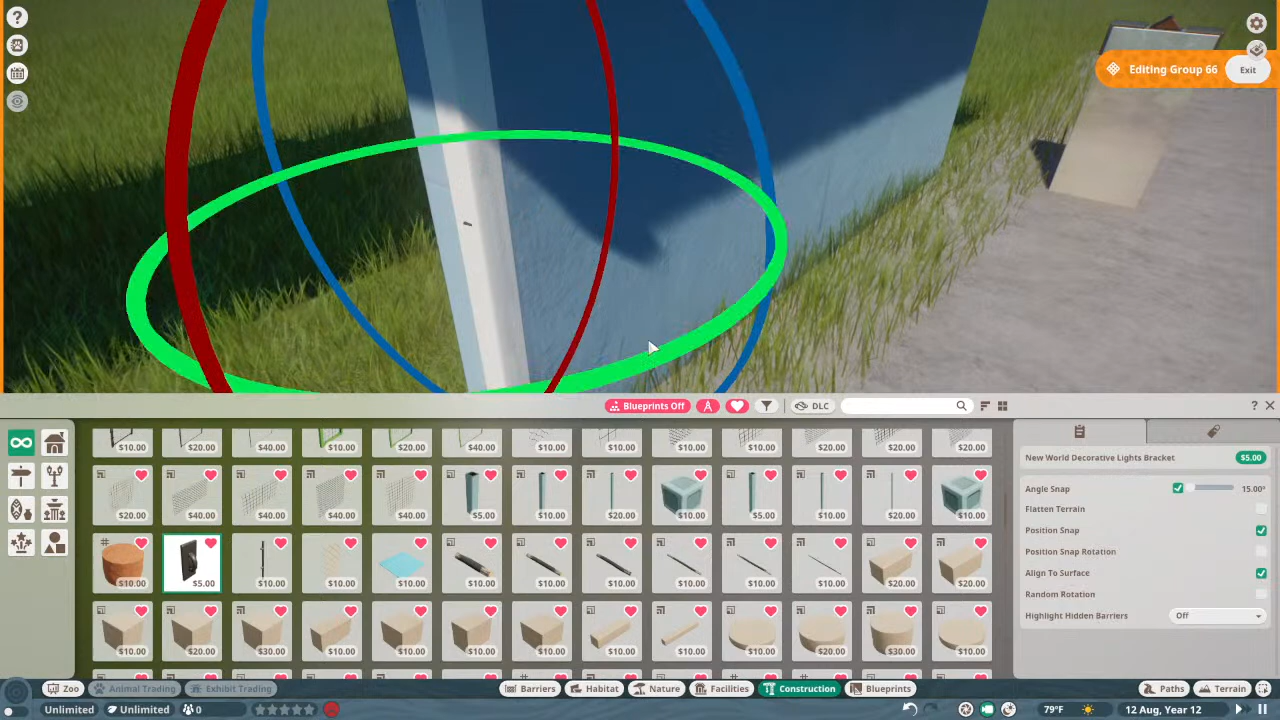 ?
Editing Group 66
Exit
Blueprints Off
DLC
?
$10.00 $20.00 $40.00 $10.00 $20.00 $40.00 $10.00 $10.00 $10.00 $10.00 $20.00 $20.00 $20.00
$20.00 $40.00 $40.00 $40.00 $40.00 $5.00 $10.00 $20.00 $10.00 $5.00 $10.00 $20.00 $10.00
$10.00 $5.00 $10.00 $10.00 $10.00 $10.00 $10.00 $10.00 $10.00 $10.00 $10.00 $20.00 $20.00
$10.00 $20.00 $30.00 $10.00 $10.00 $10.00 $10.00 $10.00 $10.00 $10.00 $20.00 $30.00 $10.00
New World Decorative Lights Bracket $5.00
Angle Snap 15.00°
Flatten Terrain
Position Snap
Position Snap Rotation
Align To Surface
Random Rotation
Highlight Hidden Barriers Off
Zoo Animal Trading Exhibit Trading Barriers Habitat Nature Facilities Construction Blueprints Paths Terrain
Unlimited Unlimited 0 79°F 12 Aug, Year 12